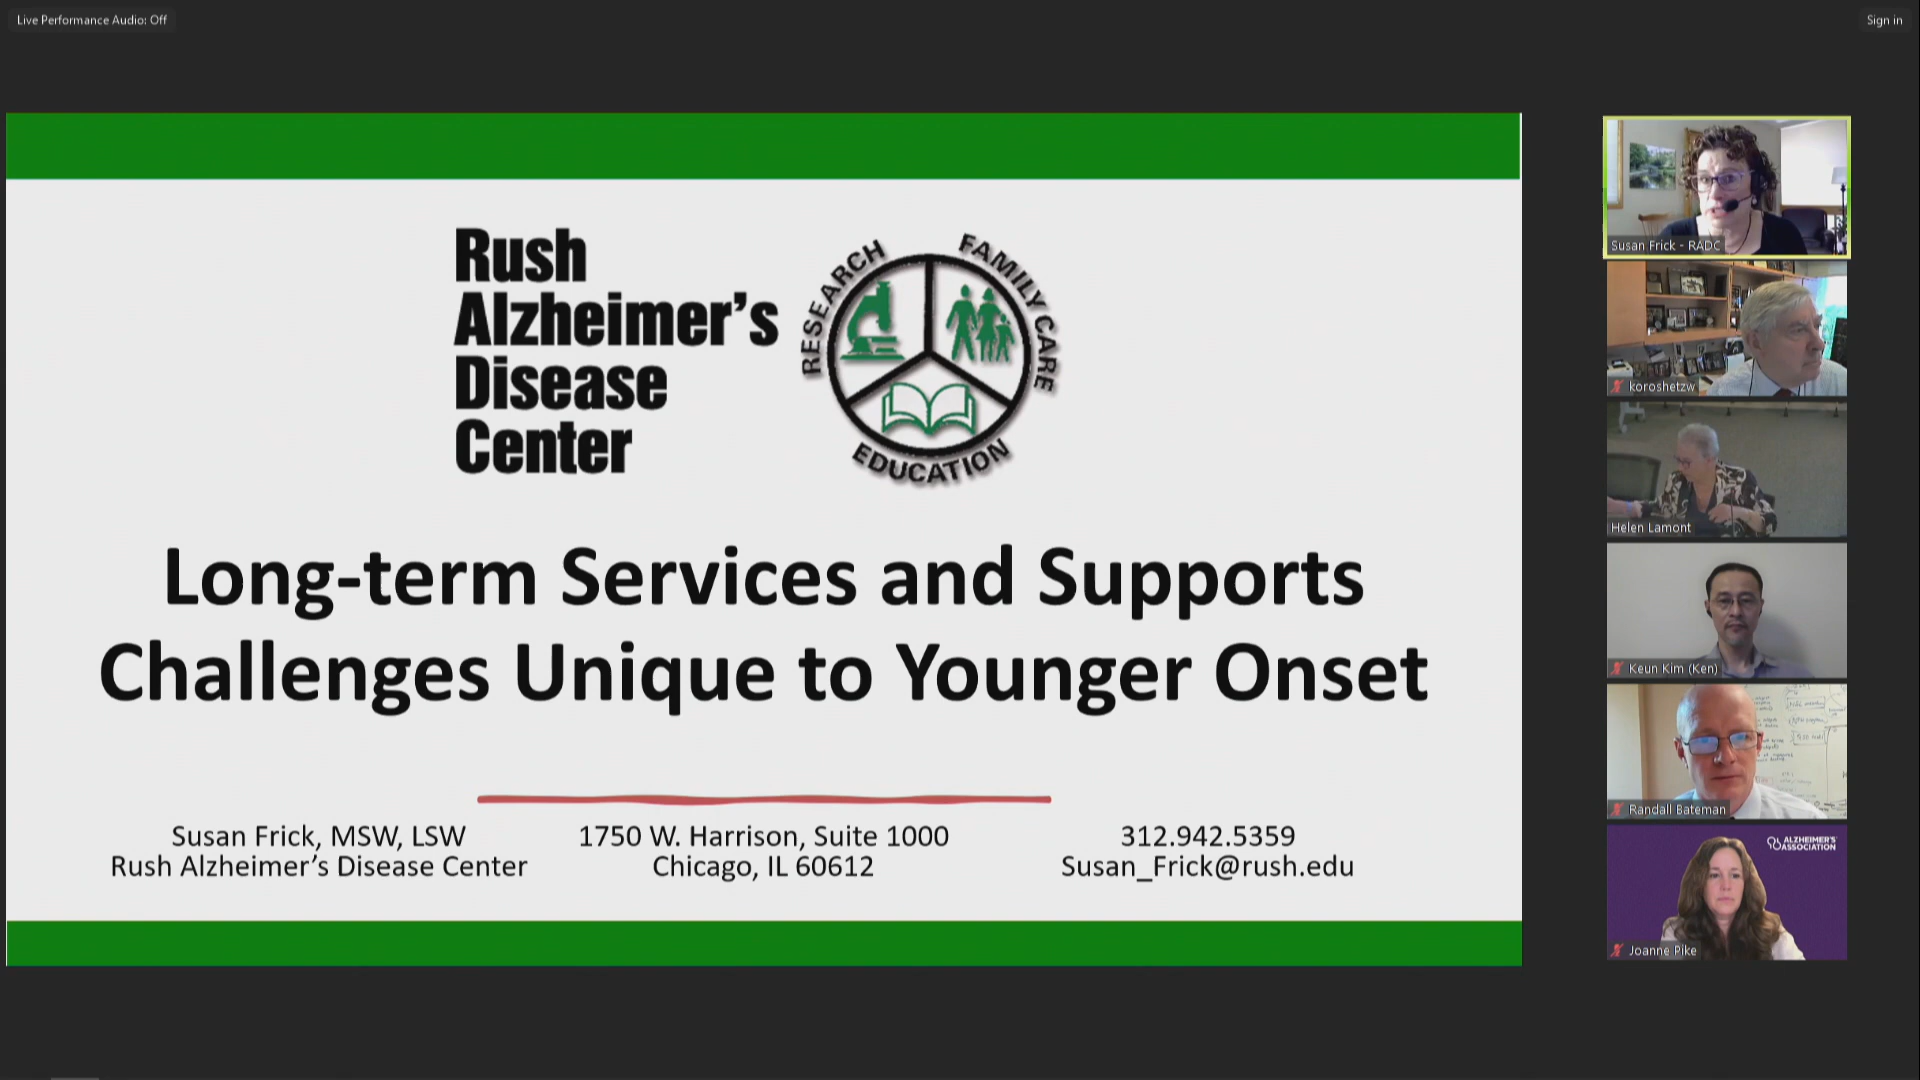 Live Performance Audio: Off
Sign in
Rush
Alzheimer's
Disease
Center
RESEARCH
FAMILY CARE
EDUCATION
Long-term Services and Supports
Challenges Unique to Younger Onset
Susan Frick, MSW, LSW
Rush Alzheimer's Disease Center
1750 W. Harrison, Suite 1000
Chicago, IL 60612
312.942.5359
Susan_Frick@rush.edu
Susan Frick - RADC
koroshetzw
Helen Lamont
Keun Kim (Ken)
Randall Bateman
ALZHEIMER'S
ASSOCIATION
Joanne Pike